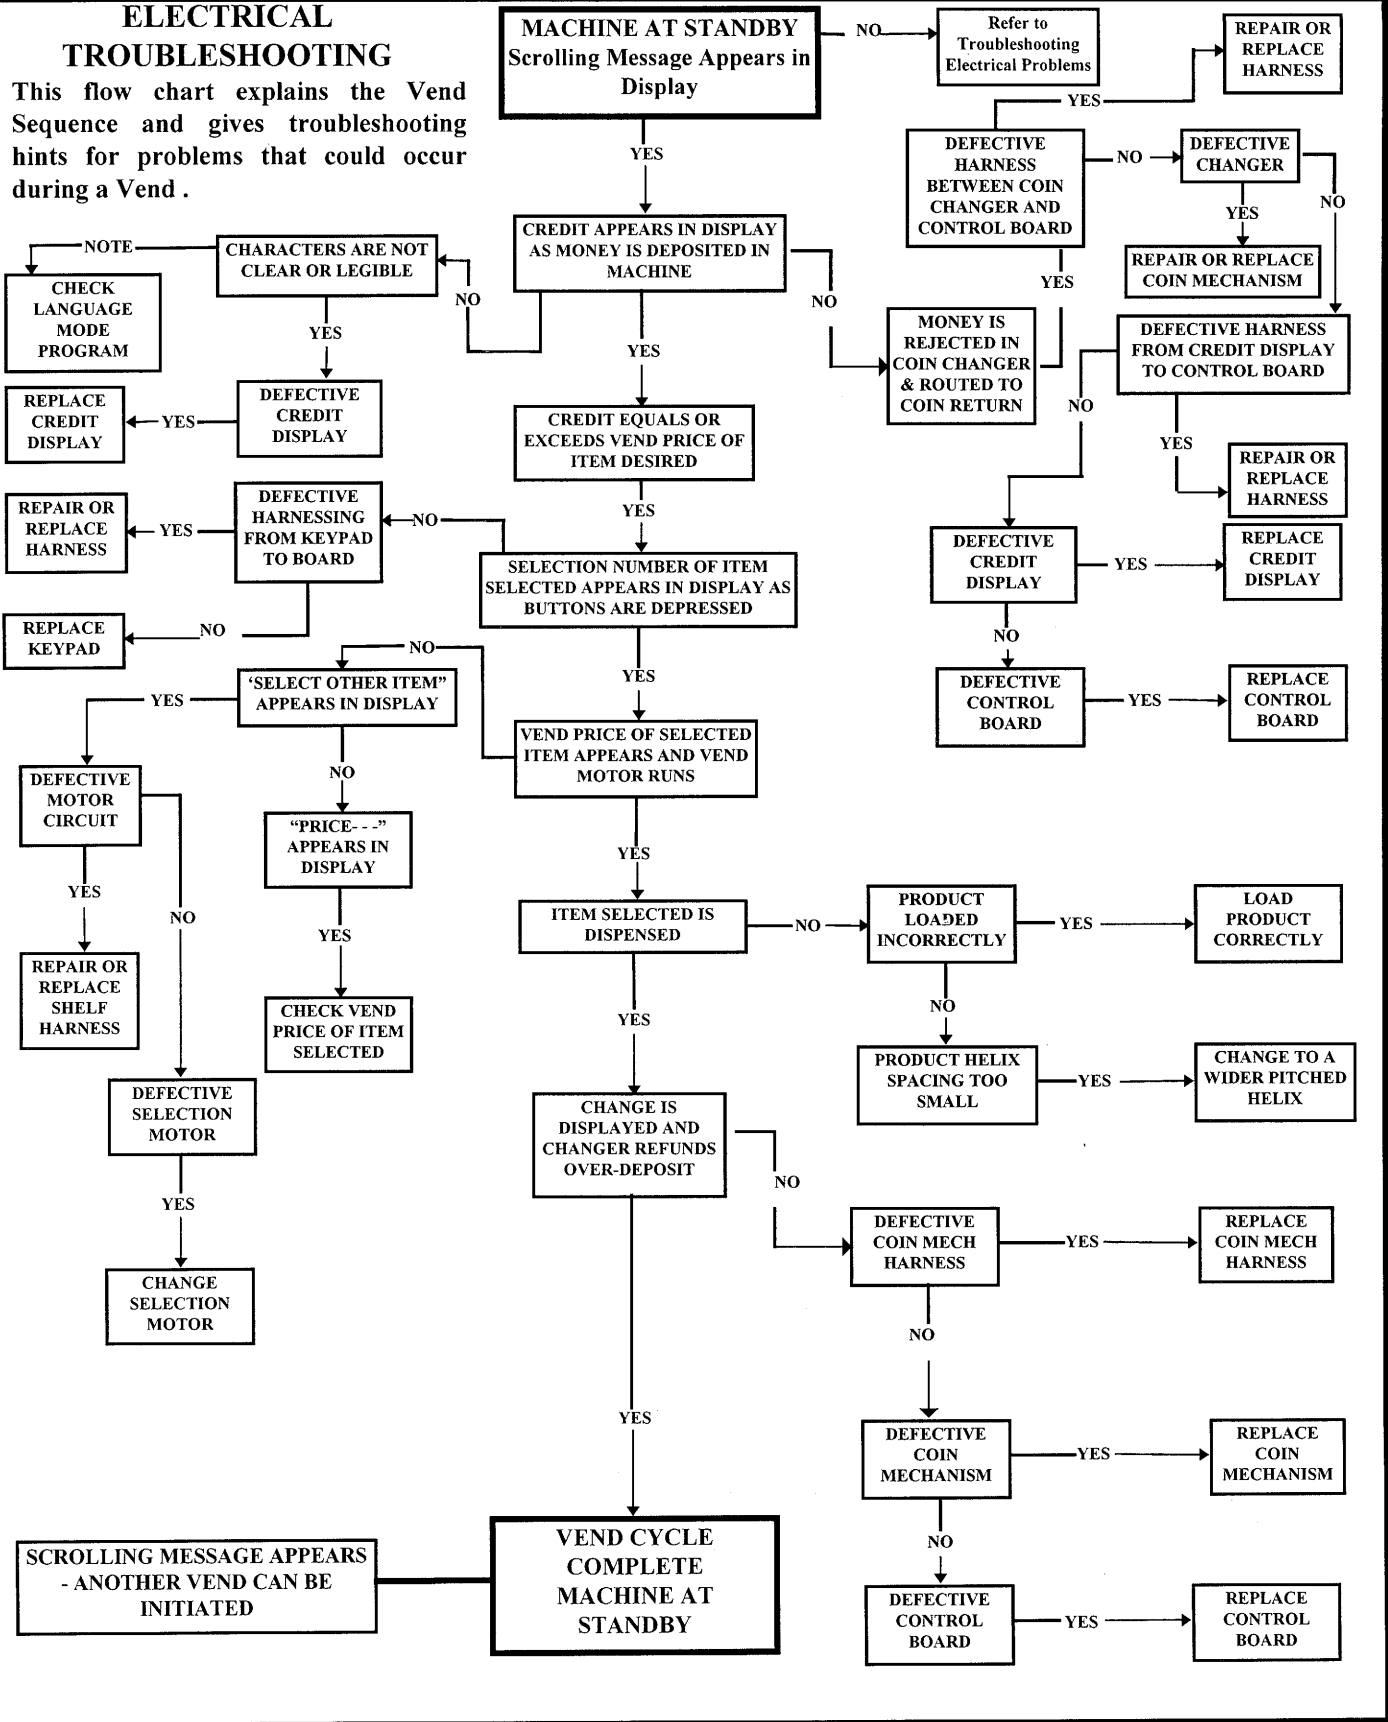 ELECTRICAL
TROUBLESHOOTING
This flow chart explains the Vend
Sequence and gives troubleshooting
hints for problems that could occur
during a Vend .
MACHINE AT STANDBY
Scrolling Message Appears in
Display
NO
Refer to
Troubleshooting
Electrical Problems
REPAIR OR
REPLACE
HARNESS
YES
YES
DEFECTIVE
HARNESS
BETWEEN COIN
CHANGER AND
CONTROL BOARD
NO
DEFECTIVE
CHANGER
NO
YES
REPAIR OR REPLACE
COIN MECHANISM
YES
CREDIT APPEARS IN DISPLAY
AS MONEY IS DEPOSITED IN
MACHINE
NO
MONEY IS
REJECTED IN
COIN CHANGER
& ROUTED TO
COIN RETURN
DEFECTIVE HARNESS
FROM CREDIT DISPLAY
TO CONTROL BOARD
NO
YES
REPAIR OR
REPLACE
HARNESS
NOTE
CHARACTERS ARE NOT
CLEAR OR LEGIBLE
NO
CHECK
LANGUAGE
MODE
PROGRAM
YES
YES
REPLACE
CREDIT
DISPLAY
YES
DEFECTIVE
CREDIT
DISPLAY
CREDIT EQUALS OR
EXCEEDS VEND PRICE OF
ITEM DESIRED
YES
REPAIR OR
REPLACE
HARNESS
YES
DEFECTIVE
HARNESSING
FROM KEYPAD
TO BOARD
NO
SELECTION NUMBER OF ITEM
SELECTED APPEARS IN DISPLAY AS
BUTTONS ARE DEPRESSED
DEFECTIVE
CREDIT
DISPLAY
YES
REPLACE
CREDIT
DISPLAY
REPLACE
KEYPAD
NO
NO
NO
YES
YES
‘SELECT OTHER ITEM”
APPEARS IN DISPLAY
DEFECTIVE
CONTROL
BOARD
YES
REPLACE
CONTROL
BOARD
VEND PRICE OF SELECTED
ITEM APPEARS AND VEND
MOTOR RUNS
DEFECTIVE
MOTOR
CIRCUIT
NO
“PRICE- - -”
APPEARS IN
DISPLAY
YES
YES
NO
YES
ITEM SELECTED IS
DISPENSED
NO
PRODUCT
LOADED
INCORRECTLY
YES
LOAD
PRODUCT
CORRECTLY
REPAIR OR
REPLACE
SHELF
HARNESS
CHECK VEND
PRICE OF ITEM
SELECTED
YES
NO
PRODUCT HELIX
SPACING TOO
SMALL
YES
CHANGE TO A
WIDER PITCHED
HELIX
DEFECTIVE
SELECTION
MOTOR
CHANGE IS
DISPLAYED AND
CHANGER REFUNDS
OVER-DEPOSIT
NO
YES
DEFECTIVE
COIN MECH
HARNESS
YES
REPLACE
COIN MECH
HARNESS
CHANGE
SELECTION
MOTOR
NO
YES
DEFECTIVE
COIN
MECHANISM
YES
REPLACE
COIN
MECHANISM
NO
SCROLLING MESSAGE APPEARS
- ANOTHER VEND CAN BE
INITIATED
VEND CYCLE
COMPLETE
MACHINE AT
STANDBY
DEFECTIVE
CONTROL
BOARD
YES
REPLACE
CONTROL
BOARD